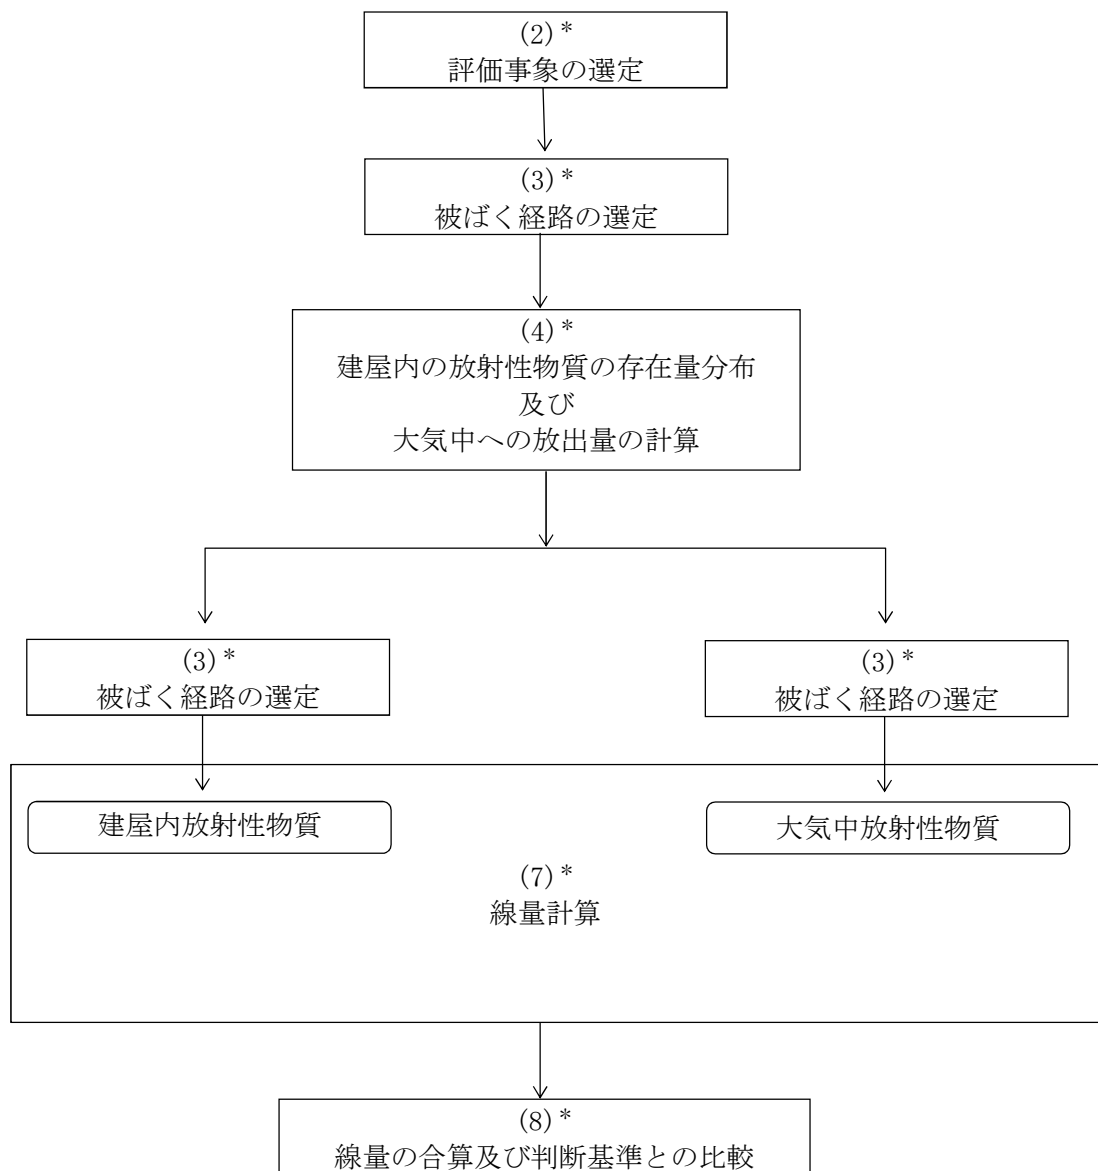 (2)*
評価事象の選定
(3)*
被ばく経路の選定
(4)*
建屋内の放射性物質の存在量分布
及び
大気中への放出量の計算
(3)*
被ばく経路の選定
(3)*
被ばく経路の選定
建屋内放射性物質
大気中放射性物質
(7)*
線量計算
(8)*
線量の合算及び判断基準との比較